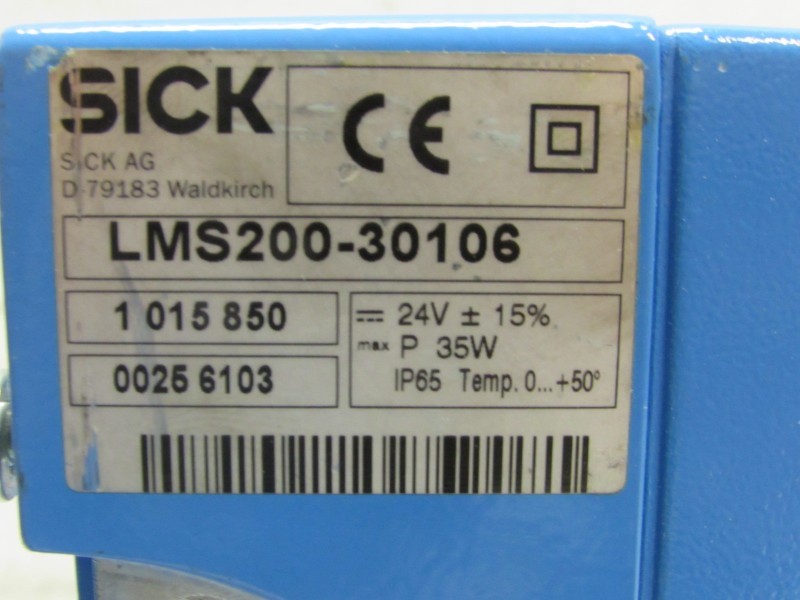 SICK
SICK AG
D-79183 Waldkirch
CE
LMS200-30106
1 015 850
0025 6103
24V ± 15%
max P 35W
IP65 Temp. 0...+50°